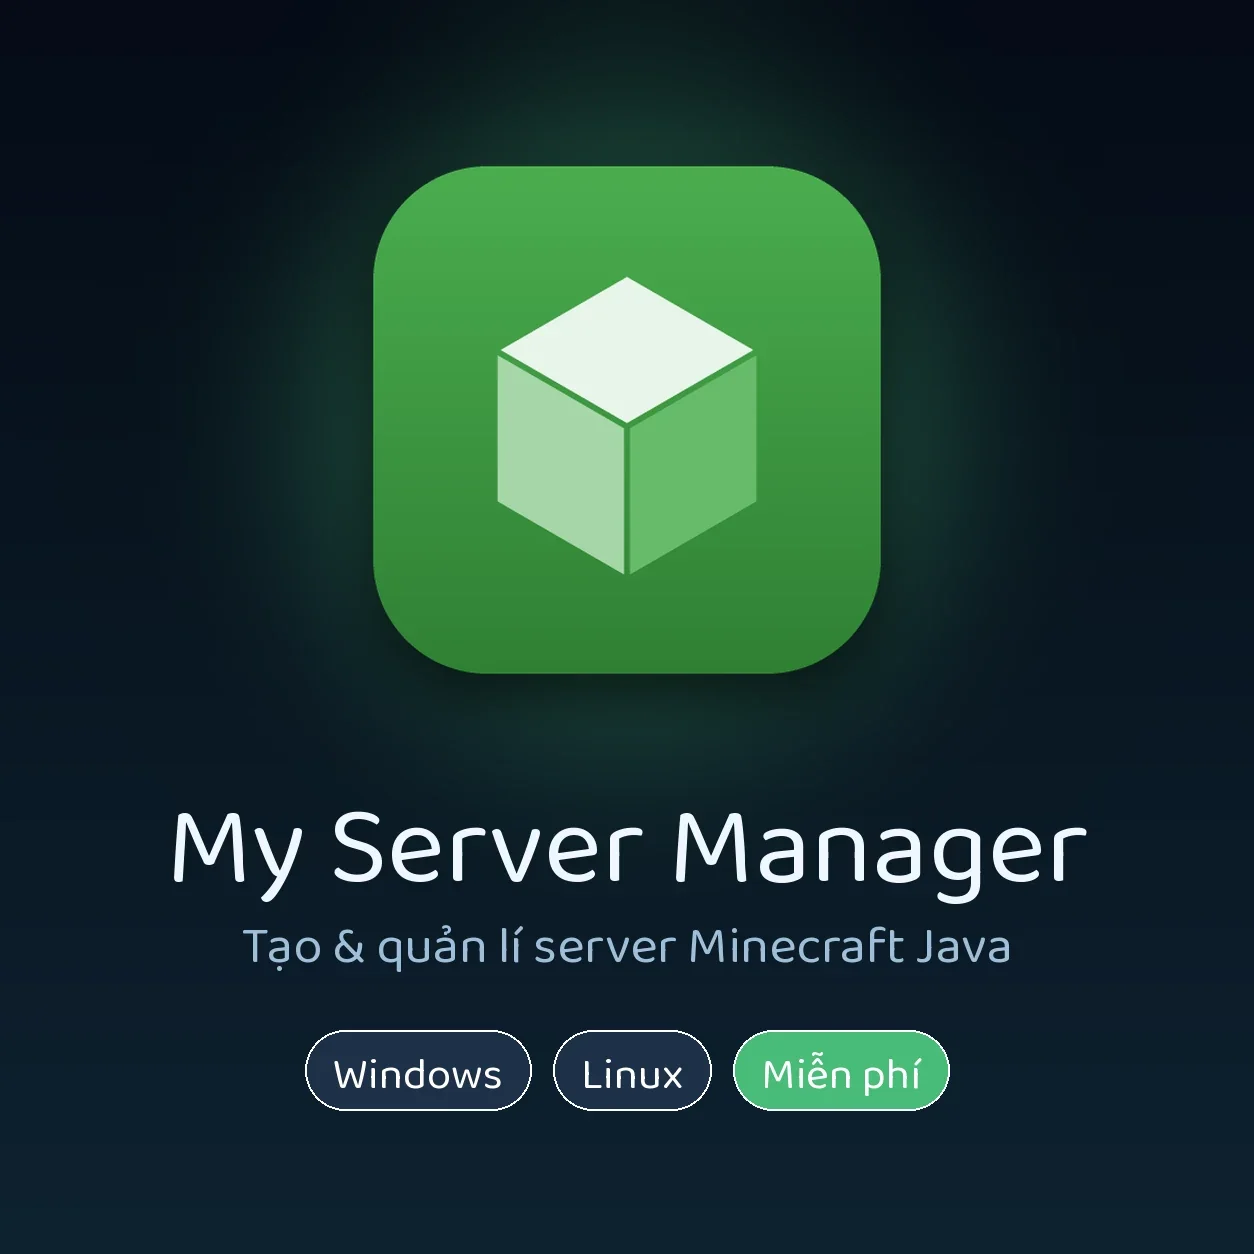 My Server Manager
Tạo & quản lí server Minecraft Java
Windows Linux Miễn phí